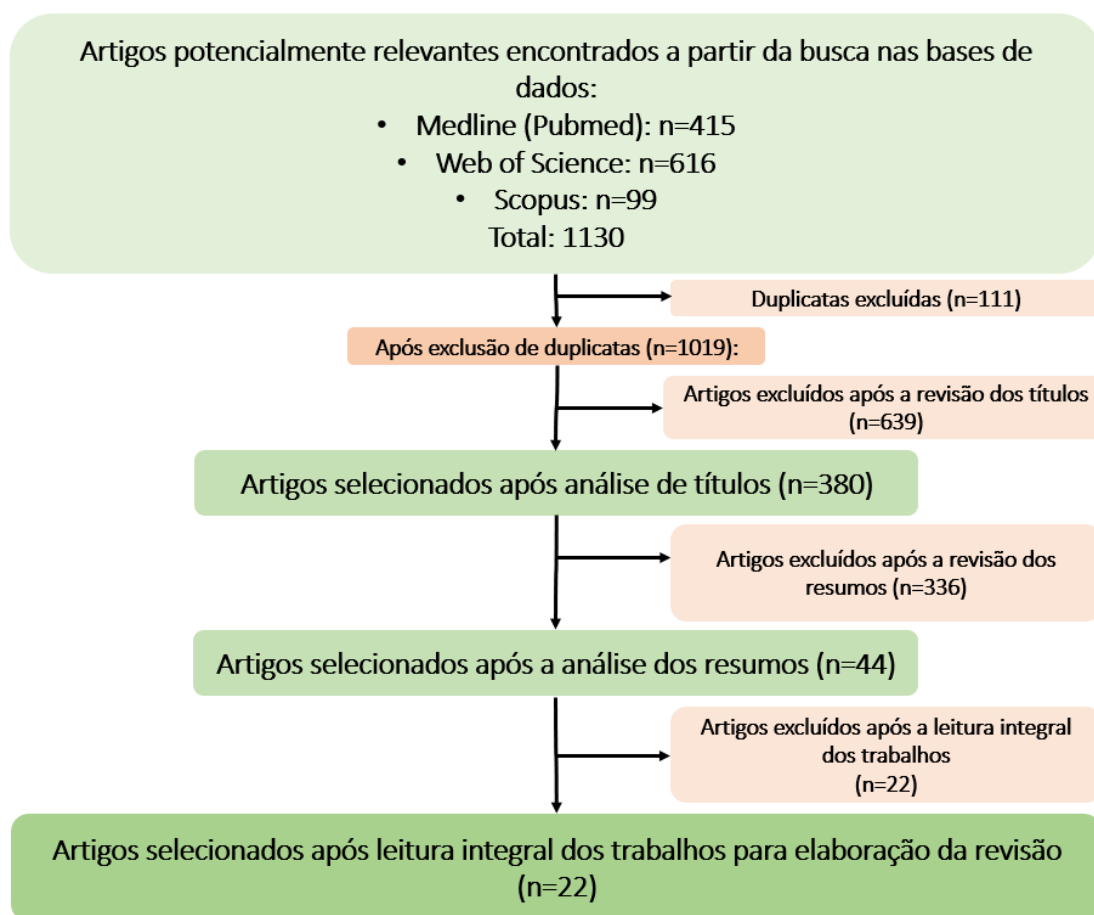 Artigos potencialmente relevantes encontrados a partir da busca nas bases de
dados:
• Medline (Pubmed): n=415
• Web of Science: n=616
• Scopus: n=99
Total: 1130
Duplicatas excluídas (n=111)
Após exclusão de duplicatas (n=1019):
Artigos excluídos após a revisão dos títulos
(n=639)
Artigos selecionados após análise de títulos (n=380)
Artigos excluídos após a revisão dos
resumos (n=336)
Artigos selecionados após a análise dos resumos (n=44)
Artigos excluídos após a leitura integral
dos trabalhos
(n=22)
Artigos selecionados após leitura integral dos trabalhos para elaboração da revisão
(n=22)